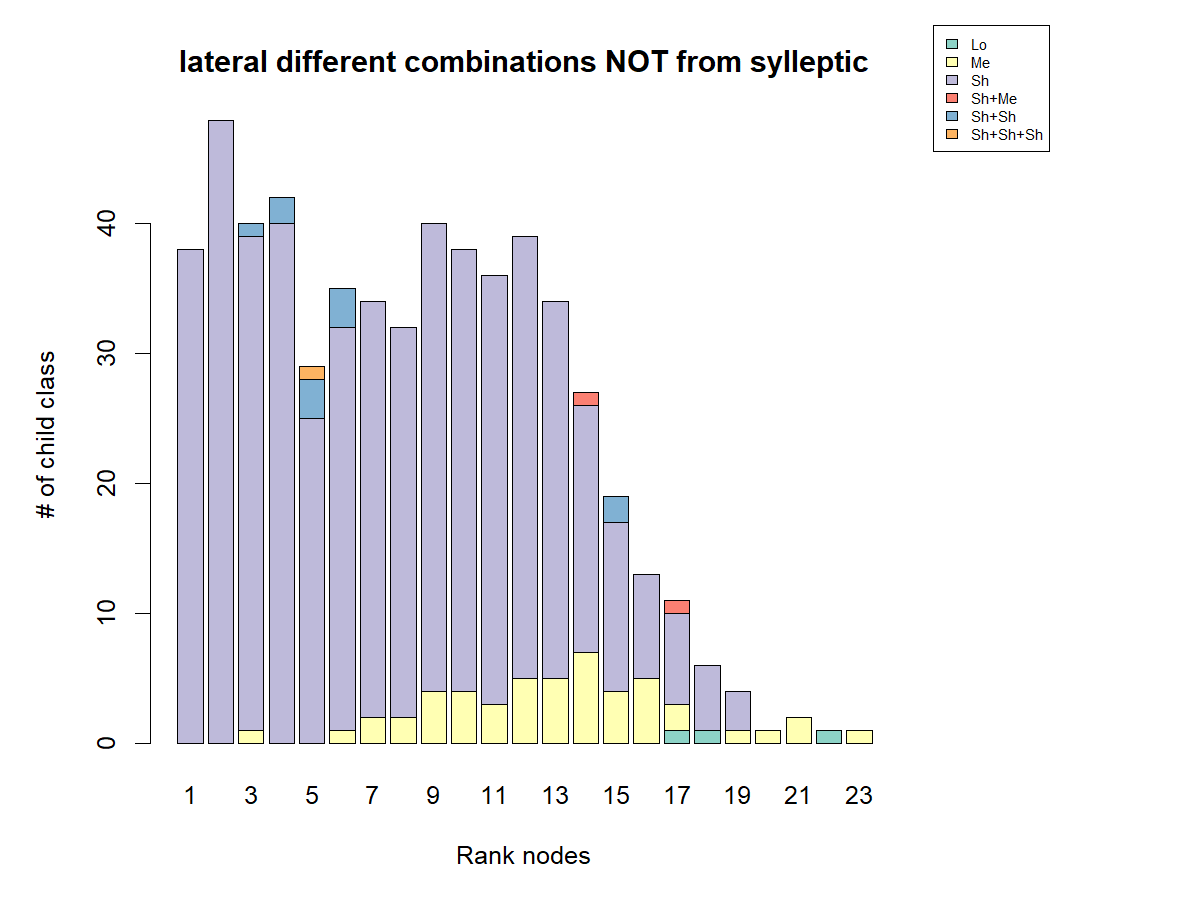 lateral different combinations NOT from sylleptic
Lo
Me
Sh
Sh+Me
Sh+Sh
Sh+Sh+Sh
# of child class
40
30
20
10
0
1 3 5 7 9 11 13 15 17 19 21 23
Rank nodes